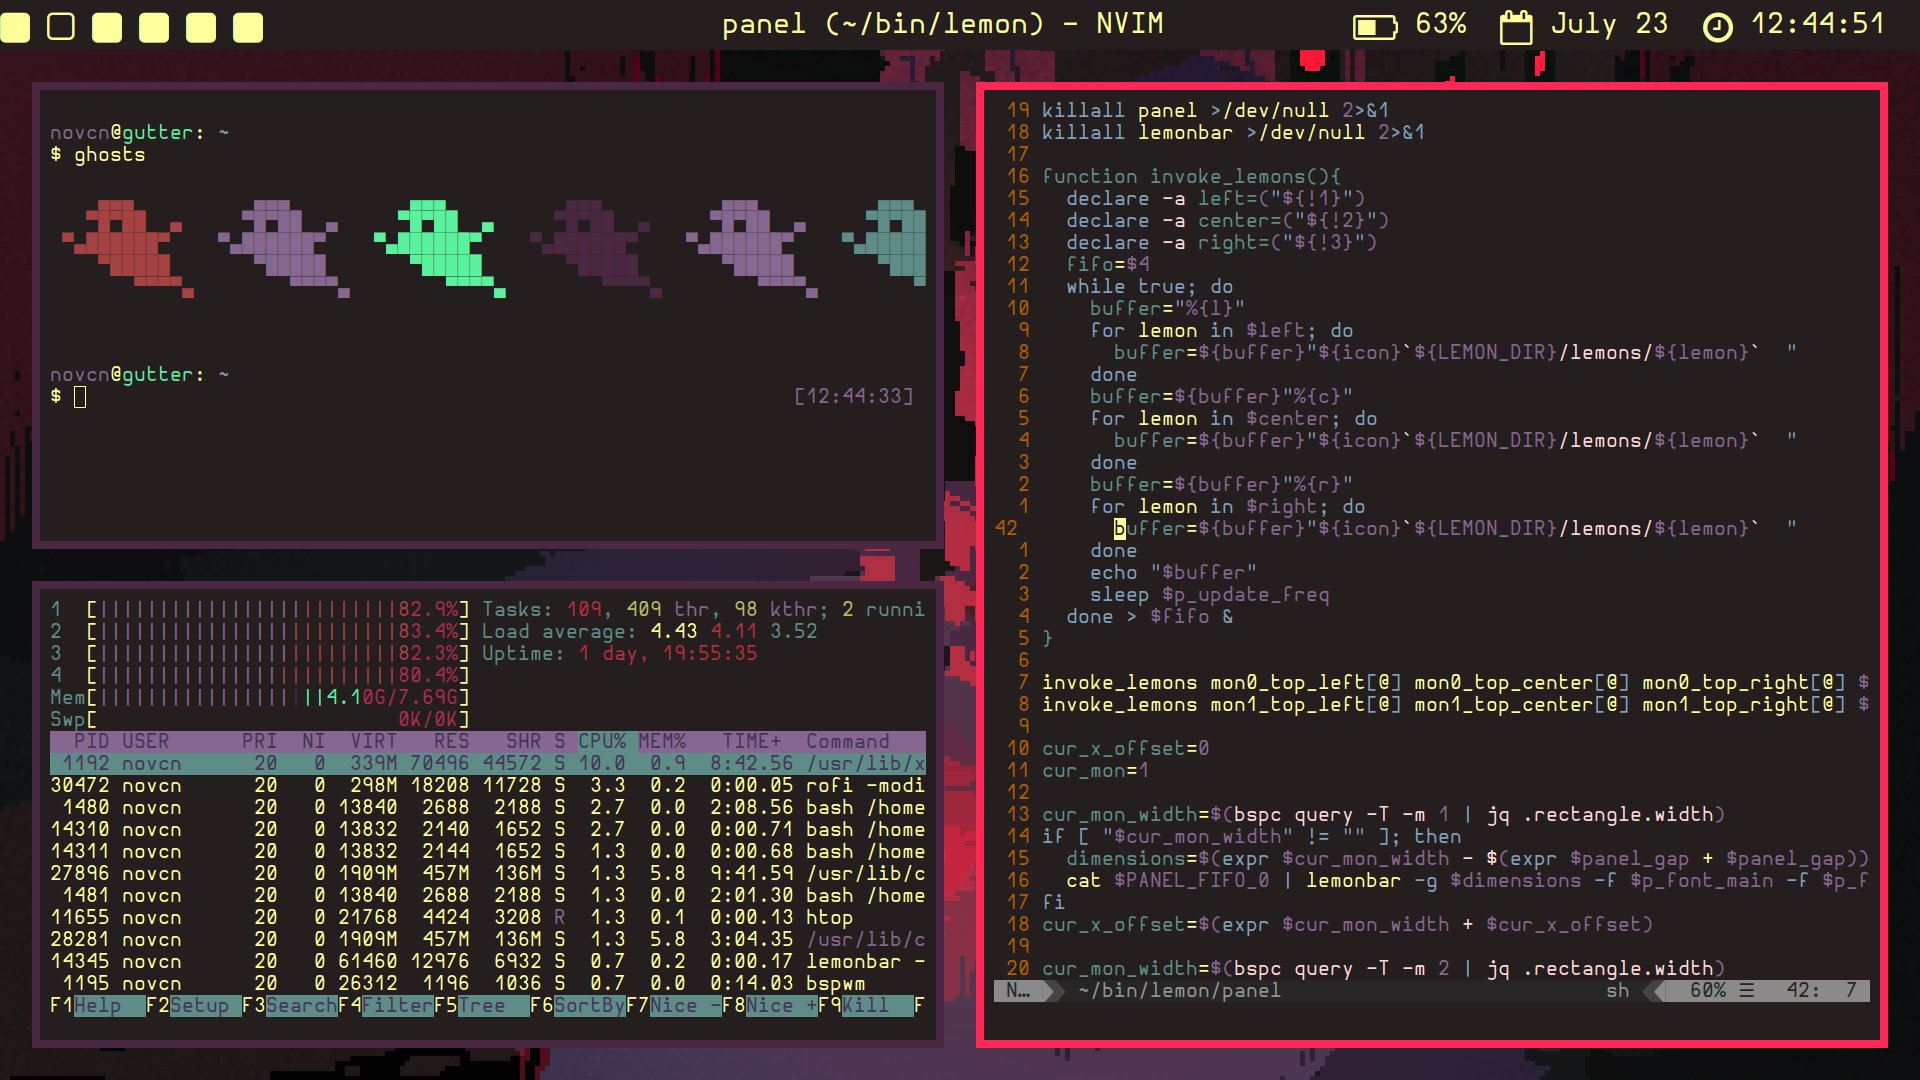 panel (~/bin/lemon) - NVIM
63%
July 23
12:44:51
novcn@gutter: ~
$ ghosts
novcn@gutter: ~
$
[12:44:33]
1 [||||||||||||||||||||||||||82.9%] Tasks: 109, 409 thr, 98 kthr; 2 runni
2 [||||||||||||||||||||||||||83.4%] Load average: 4.43 4.11 3.52
3 [||||||||||||||||||||||||||82.3%] Uptime: 1 day, 19:55:35
4 [||||||||||||||||||||||||||80.4%]
Mem[|||||||||||||||||||4.10G/7.69G]
Swp[ 0K/0K]
PID USER PRI NI VIRT RES SHR S CPU% MEM% TIME+ Command
1192 novcn 20 0 339M 70496 44572 S 10.0 0.9 8:42.56 /usr/lib/x
30472 novcn 20 0 298M 18208 11728 S 3.3 0.2 0:00.05 rofi -modi
1480 novcn 20 0 13840 2688 2188 S 2.7 0.0 2:08.56 bash /home
14310 novcn 20 0 13832 2140 1652 S 2.7 0.0 0:00.71 bash /home
14311 novcn 20 0 13832 2144 1652 S 1.3 0.0 0:00.68 bash /home
27896 novcn 20 0 1909M 457M 136M S 1.3 5.8 9:41.59 /usr/lib/c
1481 novcn 20 0 13840 2688 2188 S 1.3 0.0 2:01.30 bash /home
11655 novcn 20 0 21768 4424 3208 R 1.3 0.1 0:00.13 htop
28281 novcn 20 0 1909M 457M 136M S 1.3 5.8 3:04.35 /usr/lib/c
14345 novcn 20 0 61460 12976 6932 S 0.7 0.2 0:00.17 lemonbar -
1195 novcn 20 0 26312 1196 1036 S 0.7 0.0 0:14.03 bspwm
F1Help F2Setup F3SearchF4FilterF5Tree F6SortByF7Nice -F8Nice +F9Kill F
19 killall panel >/dev/null 2>&1
18 killall lemonbar >/dev/null 2>&1
17
16 function invoke_lemons(){
15 declare -a left=("${!1}")
14 declare -a center=("${!2}")
13 declare -a right=("${!3}")
12 fifo=$4
11 while true; do
10 buffer="%{l}"
9 for lemon in $left; do
8 buffer=${buffer}"${icon}`${LEMON_DIR}/lemons/${lemon}` "
7 done
6 buffer=${buffer}"%{c}"
5 for lemon in $center; do
4 buffer=${buffer}"${icon}`${LEMON_DIR}/lemons/${lemon}` "
3 done
2 buffer=${buffer}"%{r}"
1 for lemon in $right; do
42 buffer=${buffer}"${icon}`${LEMON_DIR}/lemons/${lemon}` "
1 done
2 echo "$buffer"
3 sleep $p_update_freq
4 done > $fifo &
5 }
6
7 invoke_lemons mon0_top_left[@] mon0_top_center[@] mon0_top_right[@] $
8 invoke_lemons mon1_top_left[@] mon1_top_center[@] mon1_top_right[@] $
9
10 cur_x_offset=0
11 cur_mon=1
12
13 cur_mon_width=$(bspc query -T -m 1 | jq .rectangle.width)
14 if [ "$cur_mon_width" != "" ]; then
15 dimensions=$(expr $cur_mon_width - $(expr $panel_gap + $panel_gap))
16 cat $PANEL_FIFO_0 | lemonbar -g $dimensions -f $p_font_main -f $p_f
17 fi
18 cur_x_offset=$(expr $cur_mon_width + $cur_x_offset)
19
20 cur_mon_width=$(bspc query -T -m 2 | jq .rectangle.width)
N… ~/bin/lemon/panel sh 60% ☰ 42: 7